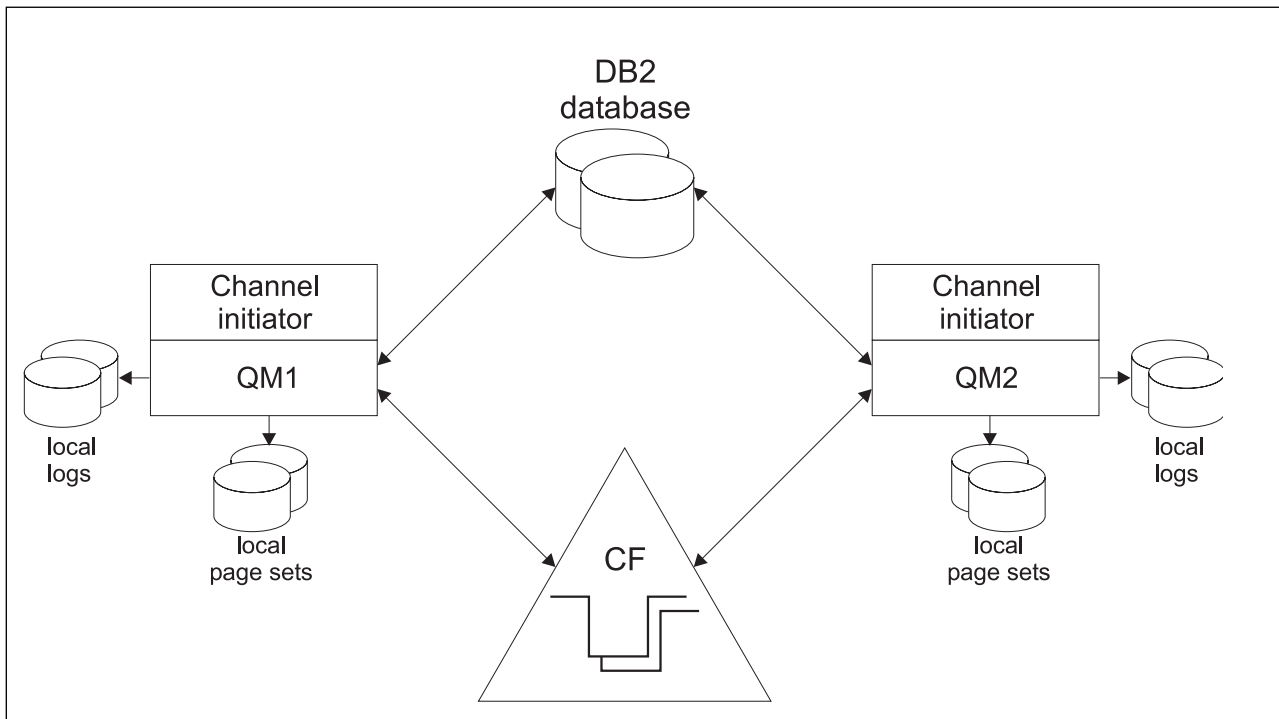 DB2
database
Channel
initiator
QM1
local
logs
local
page sets
Channel
initiator
QM2
local
logs
local
page sets
CF